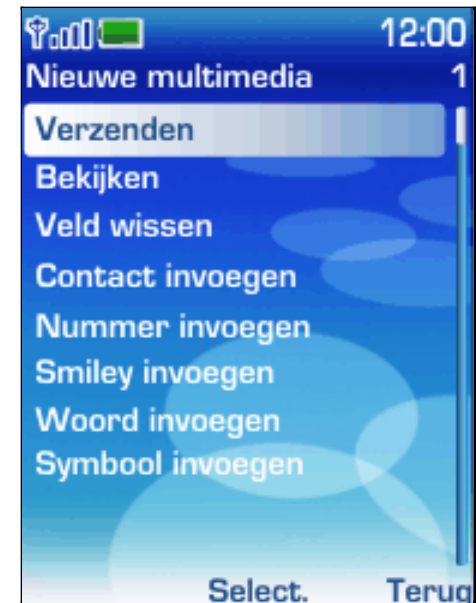 12:00
Nieuwe multimedia 1
Verzenden
Bekijken
Veld wissen
Contact invoegen
Nummer invoegen
Smiley invoegen
Woord invoegen
Symbool invoegen
Select. Terug